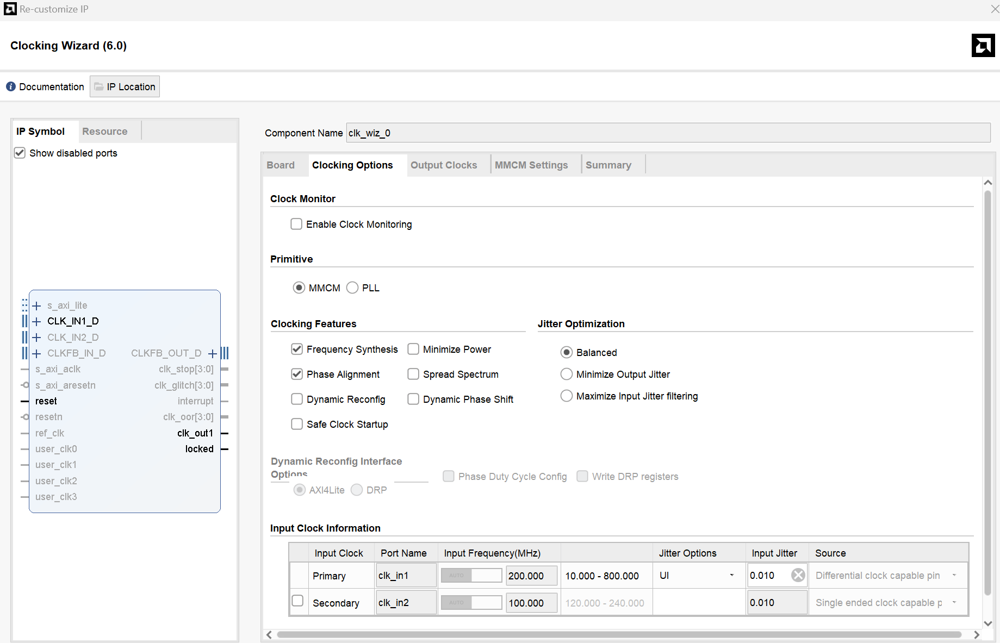 Re-customize IP
Clocking Wizard (6.0)
Documentation IP Location
IP Symbol Resource
Show disabled ports
s_axi_lite
CLK_IN1_D
CLK_IN2_D
CLKFB_IN_D CLKFB_OUT_D
s_axi_aclk clk_stop[3:0]
s_axi_aresetn clk_glitch[3:0]
reset interrupt
resetn clk_oor[3:0]
ref_clk clk_out1
user_clk0 locked
user_clk1
user_clk2
user_clk3
Component Name clk_wiz_0
Board Clocking Options Output Clocks MMCM Settings Summary
Clock Monitor
Enable Clock Monitoring
Primitive
MMCM PLL
Clocking Features Jitter Optimization
Frequency Synthesis Minimize Power Balanced
Phase Alignment Spread Spectrum Minimize Output Jitter
Dynamic Reconfig Dynamic Phase Shift Maximize Input Jitter filtering
Safe Clock Startup
Dynamic Reconfig Interface
Options Phase Duty Cycle Config Write DRP registers
AXI4Lite DRP
Input Clock Information
Input Clock Port Name Input Frequency(MHz) Jitter Options Input Jitter Source
Primary clk_in1 AUTO 200.000 10.000 - 800.000 UI 0.010 Differential clock capable pin
Secondary clk_in2 AUTO 100.000 120.000 - 240.000 0.010 Single ended clock capable p